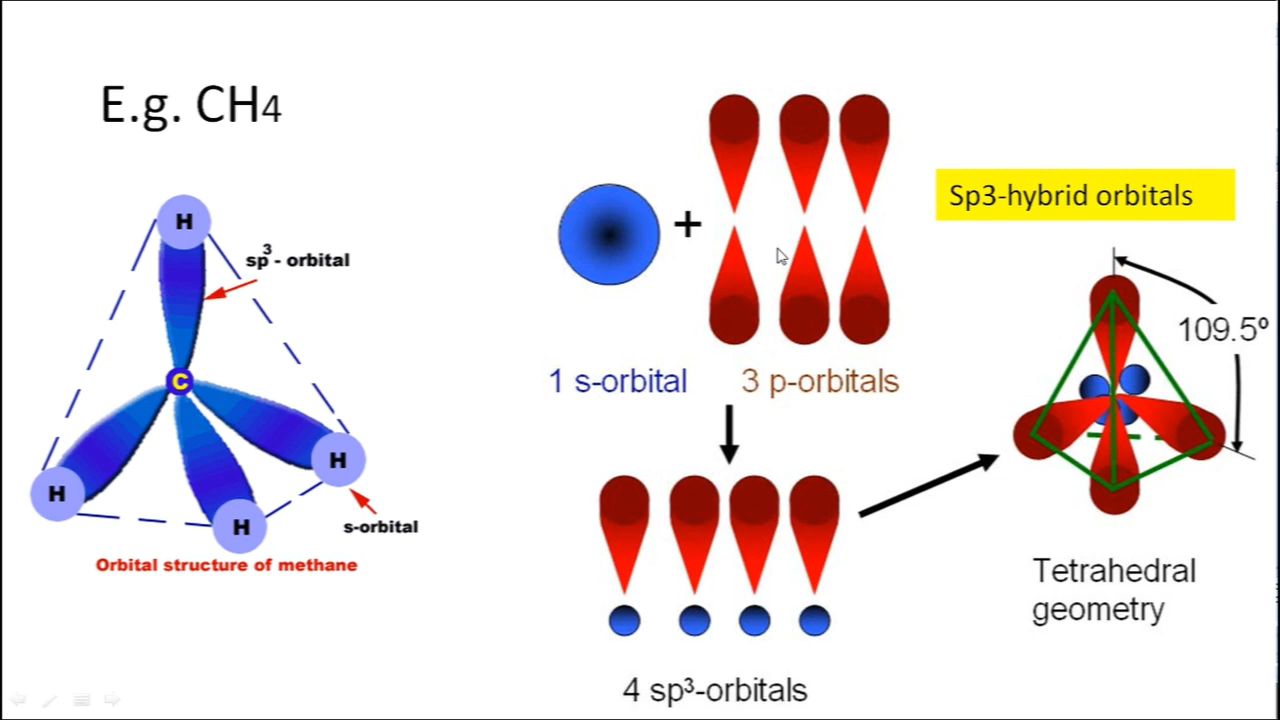 E.g. CH4
H
sp³- orbital
C
H
H
H
s-orbital
Orbital structure of methane
+
1 s-orbital
3 p-orbitals
4 sp³-orbitals
Sp3-hybrid orbitals
109.5º
Tetrahedral
geometry